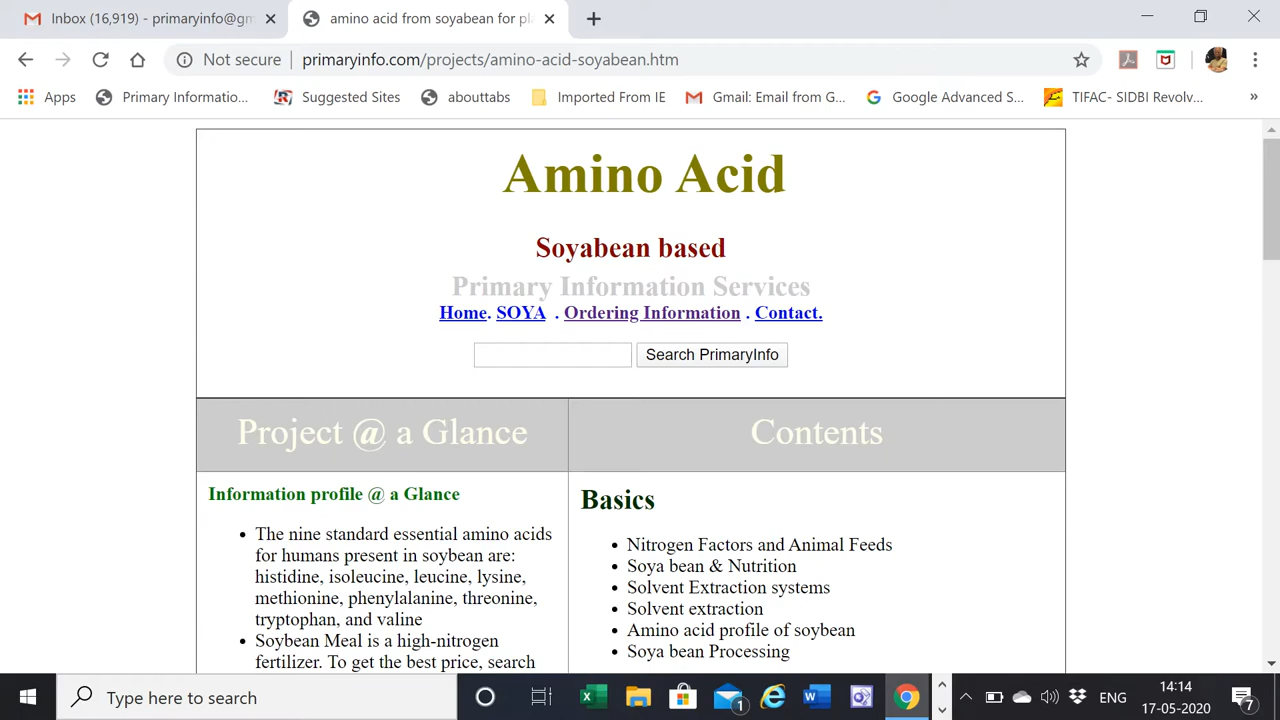 Inbox (16,919) - primaryinfo@gm
amino acid from soyabean for pla
Not secure
primaryinfo.com/projects/amino-acid-soyabean.htm
Apps
Primary Informatio...
Suggested Sites
abouttabs
Imported From IE
Gmail: Email from G...
Google Advanced S...
TIFAC- SIDBI Revolv...
»
Amino Acid
Soyabean based
Primary Information Services
Home. SOYA . Ordering Information . Contact.
Search PrimaryInfo
Project @ a Glance
Contents
Information profile @ a Glance
• The nine standard essential amino acids
for humans present in soybean are:
histidine, isoleucine, leucine, lysine,
methionine, phenylalanine, threonine,
tryptophan, and valine
• Soybean Meal is a high-nitrogen
fertilizer. To get the best price, search
Basics
• Nitrogen Factors and Animal Feeds
• Soya bean & Nutrition
• Solvent Extraction systems
• Solvent extraction
• Amino acid profile of soybean
• Soya bean Processing
Type here to search
1
ENG
14:14
17-05-2020
7